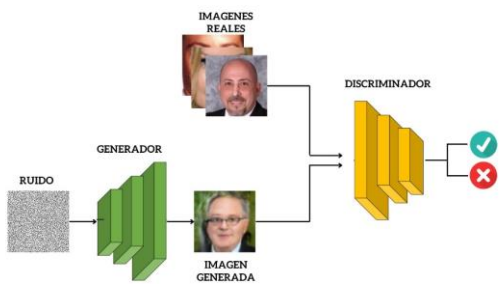 IMAGENES
REALES
DISCRIMINADOR
GENERADOR
RUIDO
IMAGEN
GENERADA